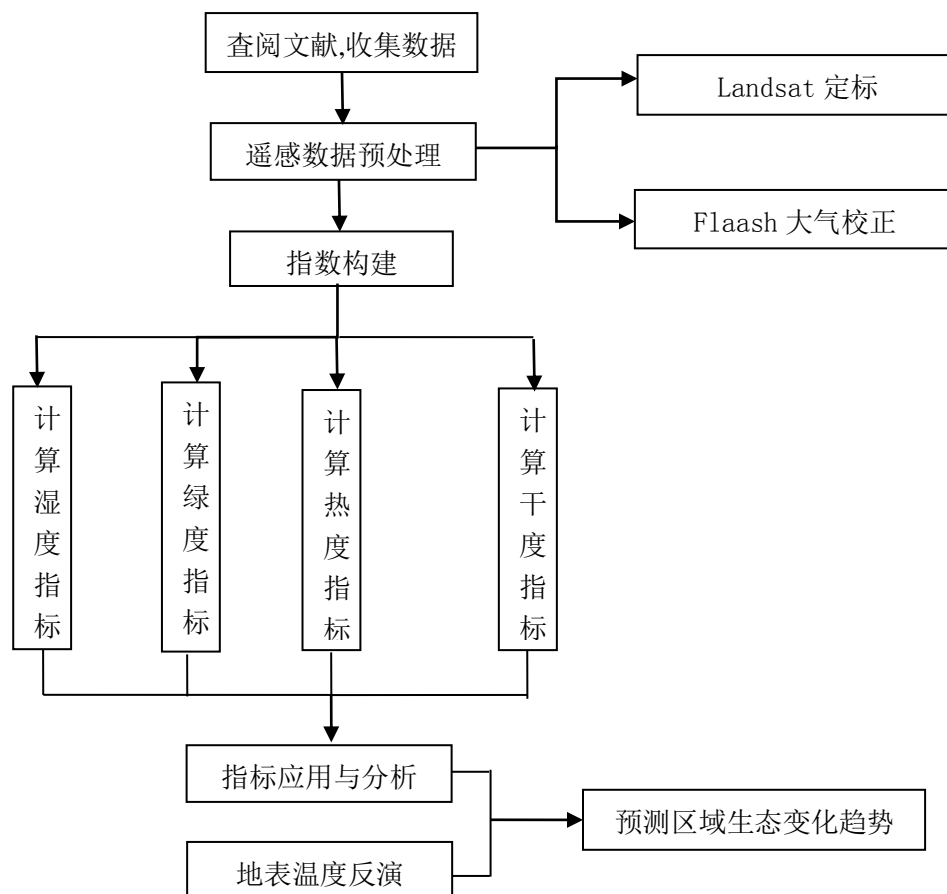 查阅文献,收集数据
Landsat 定标
遥感数据预处理
Flaash 大气校正
指数构建
计算湿度指标
计算绿度指标
计算热度指标
计算干度指标
指标应用与分析
预测区域生态变化趋势
地表温度反演